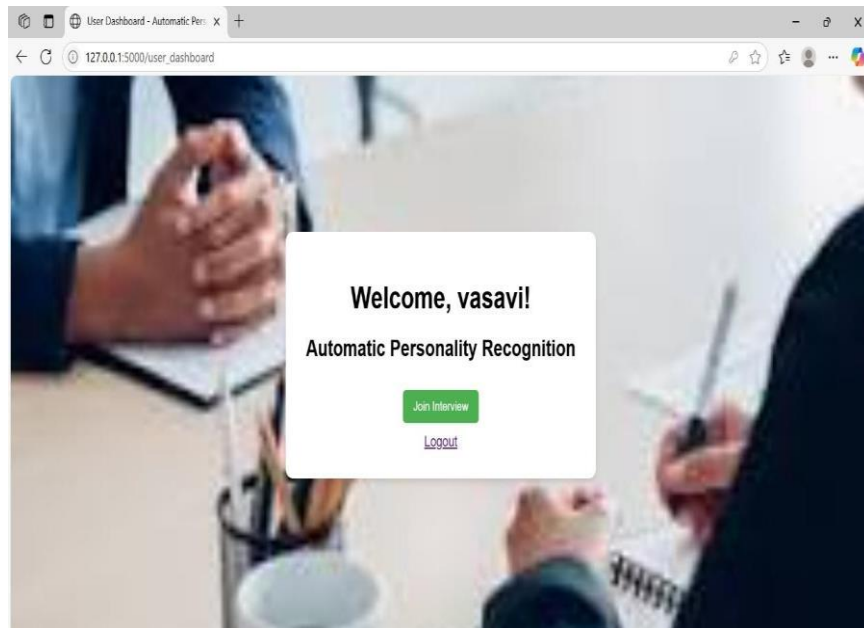 User Dashboard - Automatic Pers
127.0.0.1:5000/user_dashboard
Welcome, vasavi!
Automatic Personality Recognition
Join Interview
Logout